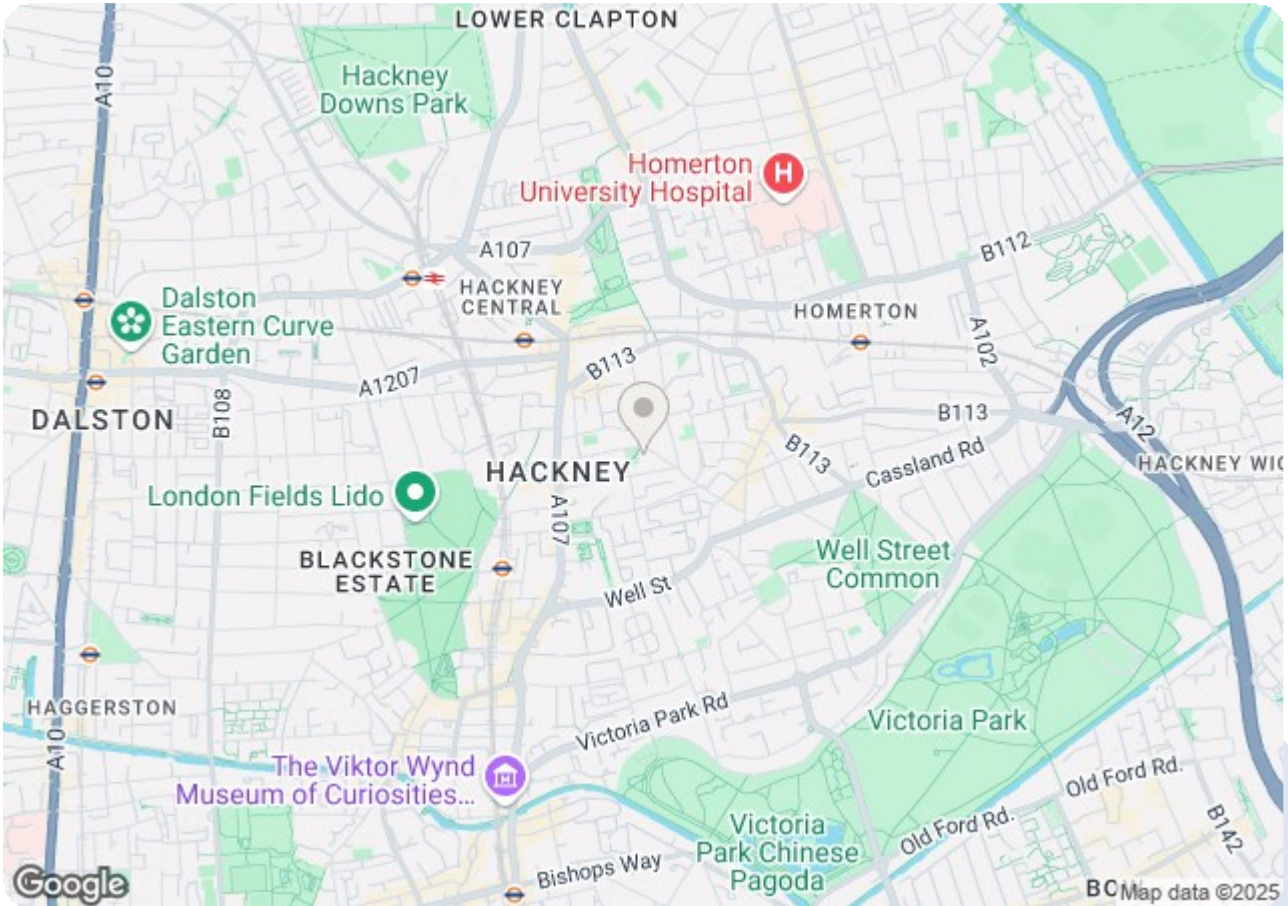 LOWER CLAPTON
A10
Hackney
Downs Park
Homerton
University Hospital
H
A107
B112
HACKNEY
CENTRAL
Dalston
Eastern Curve
Garden
HOMERTON
A102
B113
A1207
B108
DALSTON
B113
A12
B113
Cassland Rd
HACKNEY WIC
HACKNEY
London Fields Lido
A107
BLACKSTONE
ESTATE
Well Street
Common
Well St
HAGGERSTON
Victoria Park Rd
Victoria Park
A10
The Viktor Wynd
Museum of Curiosities...
Old Ford Rd.
Victoria
Park Chinese
Pagoda
Old Ford Rd.
B142
Bishops Way
Google
BO
Map data ©2025